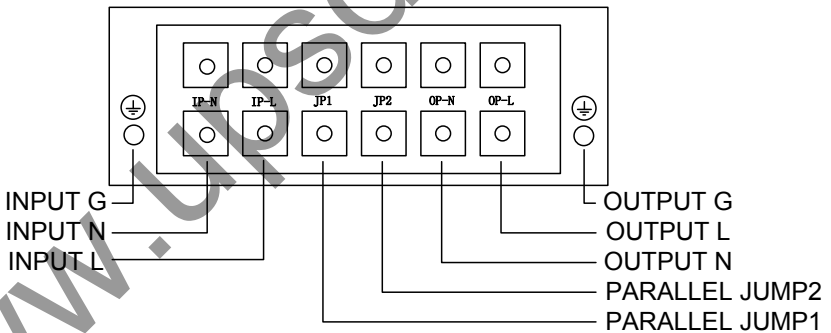 IP-N IP-L JP1 JP2 OP-N OP-L
INPUT G
INPUT N
INPUT L
OUTPUT G
OUTPUT L
OUTPUT N
PARALLEL JUMP2
PARALLEL JUMP1